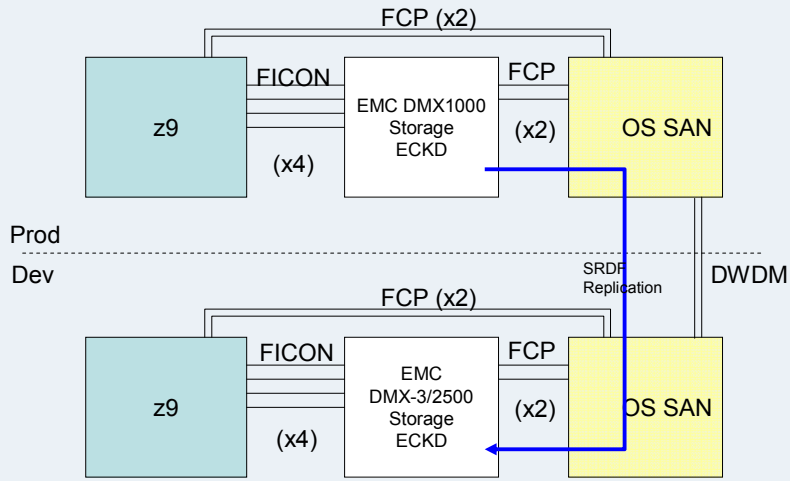 FCP (x2)
FICON
FCP
z9
EMC DMX1000
Storage
ECKD
OS SAN
(x4)
(x2)
Prod
Dev
SRDF
Replication
DWDM
FCP (x2)
FICON
FCP
z9
EMC
DMX-3/2500
Storage
ECKD
OS SAN
(x4)
(x2)